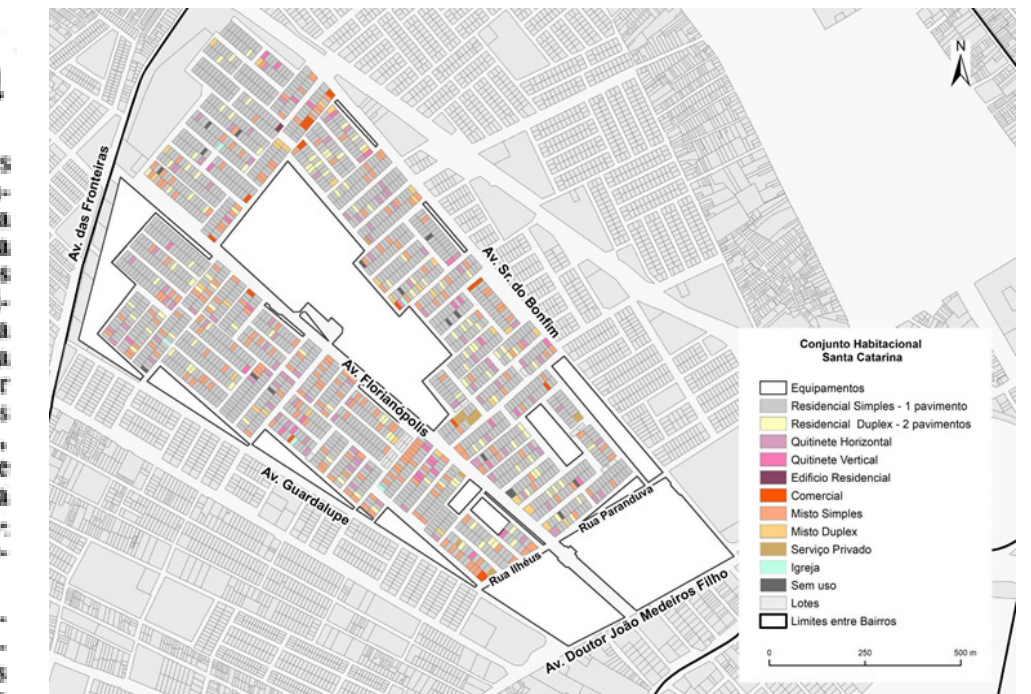 N
Av. das Fronteiras
Av. Sr. do Bonfim
Av. Florianópolis
Av. Guardalupe
Rua Paranduva
Rua Ilhéus
Av. Doutor João Medeiros Filho
Conjunto Habitacional
Santa Catarina
Equipamentos
Residencial Simples - 1 pavimento
Residencial Duplex - 2 pavimentos
Quitinete Horizontal
Quitinete Vertical
Edificio Residencial
Comercial
Misto Simples
Misto Duplex
Serviço Privado
Igreja
Sem uso
Lotes
Limites entre Bairros
0 250 500 m